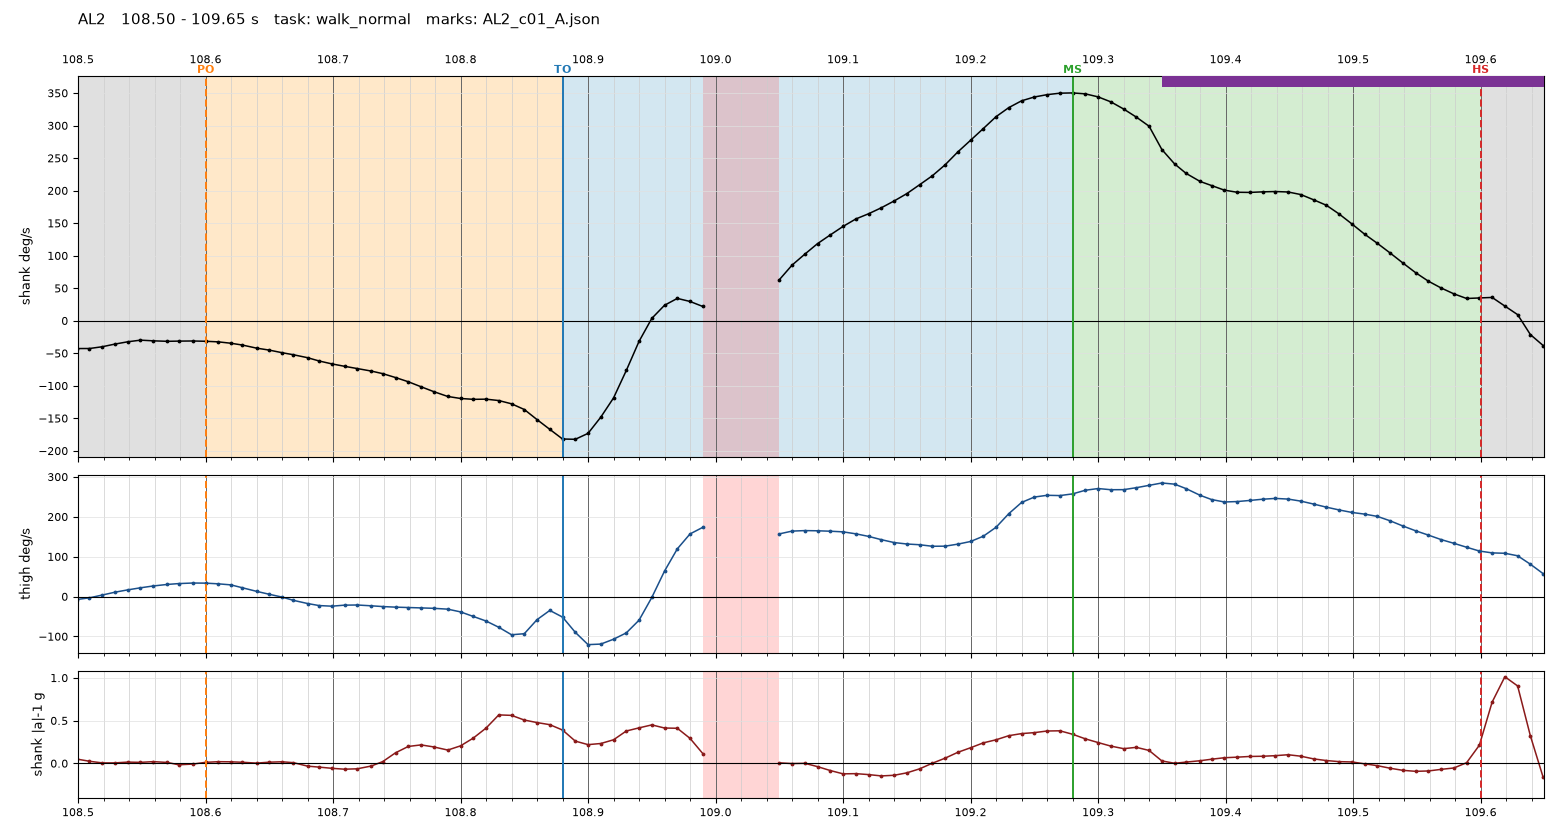 AL2   108.50 - 109.65 s   task: walk_normal   marks: AL2_c01_A.json
108.5 108.6 108.7 108.8 108.9 109.0 109.1 109.2 109.3 109.4 109.5 109.6
PO TO MS HS
350
300
250
200
150
100
50
0
−50
−100
−150
−200
shank deg/s
300
200
100
0
−100
thigh deg/s
1.0
0.5
0.0
shank |a|-1 g
108.5 108.6 108.7 108.8 108.9 109.0 109.1 109.2 109.3 109.4 109.5 109.6